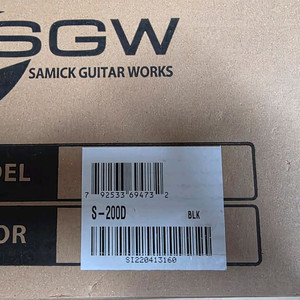 SGW
SAMICK GUITAR WORKS
DEL
7 92533 69473 2
S-200D BLK
OR
SI220413160